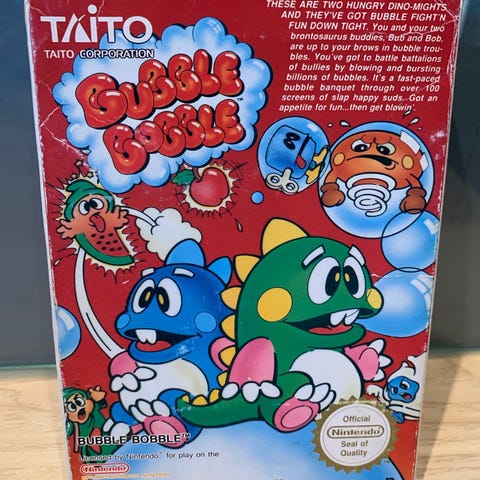 THESE ARE TWO HUNGRY DINO-MIGHTS
AND THEY'VE GOT BUBBLE FIGHT'N
FUN DOWN TIGHT. You and your two
brontosaurus buddies, Bub and Bob,
are up to your brows in bubble trou-
bles. You've got to battle battalions
of bullies by blowing and bursting
billions of bubbles. It's a fast-paced
bubble banquet through over 100
screens of slap happy suds. Got an
appetite for fun...then get blowin'.
TAITO
TAITO CORPORATION
BUBBLE
BOBBLE™
BUBBLE BOBBLE™
Licensed by Nintendo® for play on the
Nintendo
Official
Nintendo
Seal of
Quality